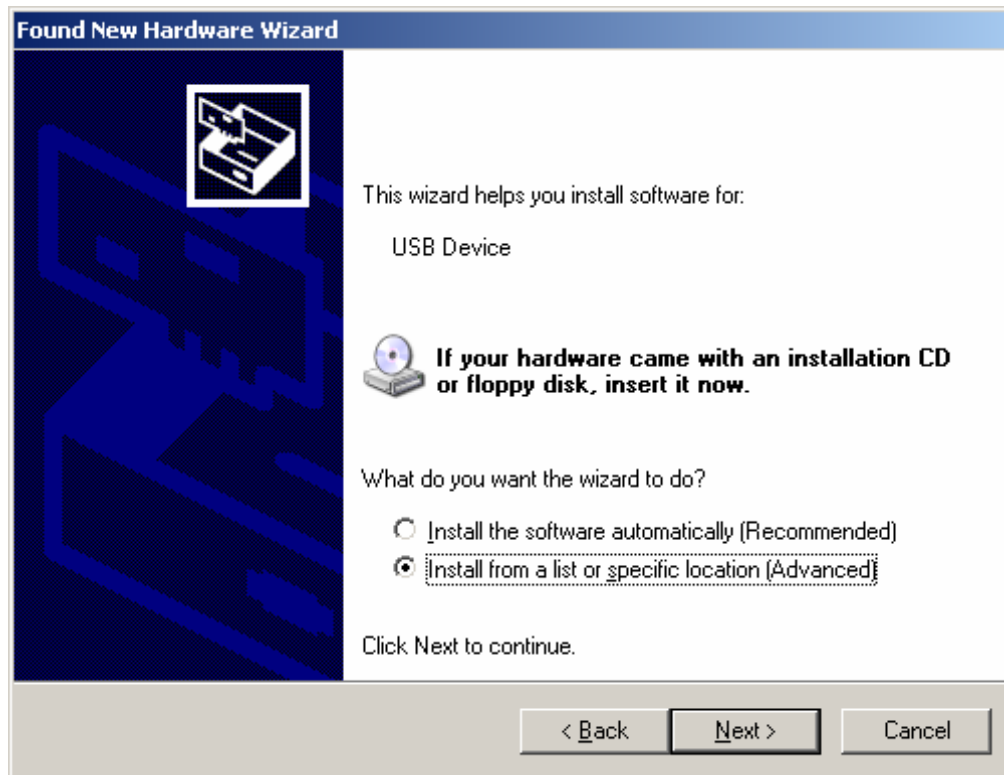 Found New Hardware Wizard
This wizard helps you install software for:
USB Device
If your hardware came with an installation CD
or floppy disk, insert it now.
What do you want the wizard to do?
Install the software automatically (Recommended)
Install from a list or specific location (Advanced)
Click Next to continue.
< Back
Next >
Cancel